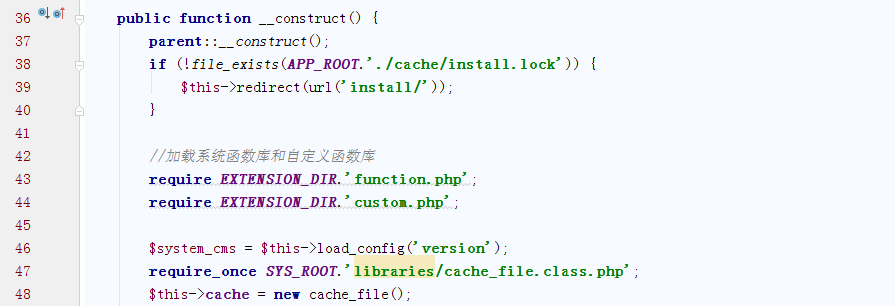 36 public function __construct() {
37 parent::__construct();
38 if (!file_exists(APP_ROOT.'./cache/install.lock')) {
39 $this->redirect(url('install/'));
40 }
41
42 //加载系统函数库和自定义函数库
43 require EXTENSION_DIR.'function.php';
44 require EXTENSION_DIR.'custom.php';
45
46 $system_cms = $this->load_config('version');
47 require_once SYS_ROOT.'libraries/cache_file.class.php';
48 $this->cache = new cache_file();